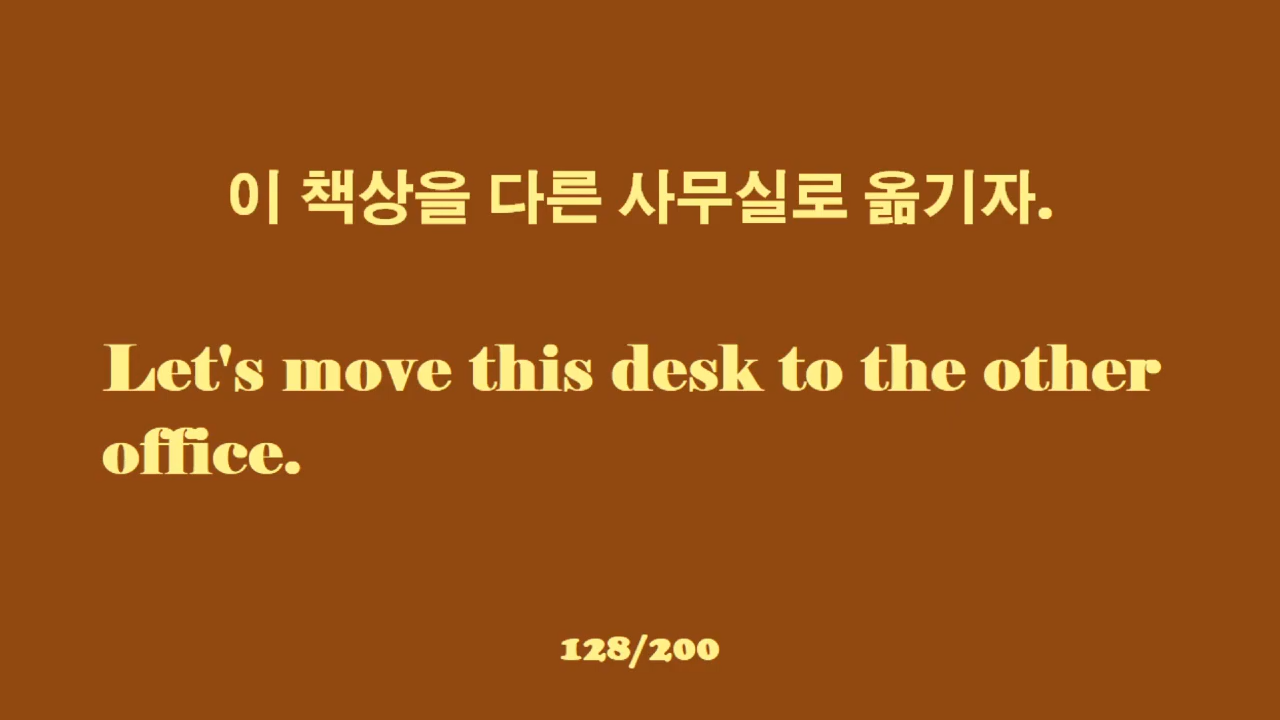 이 책상을 다른 사무실로 옮기자.
Let's move this desk to the other
office.
128/200